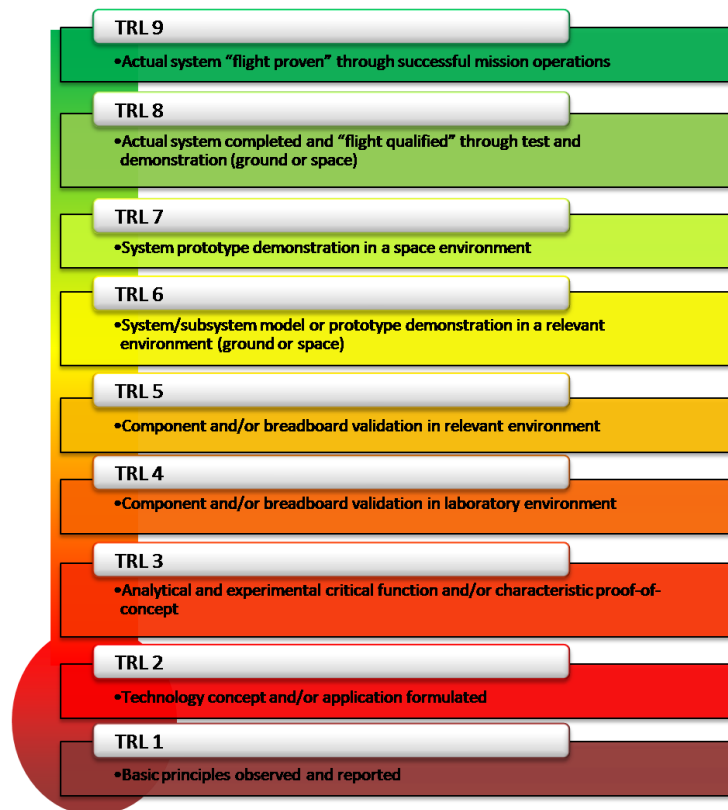 TRL 9
•Actual system “flight proven” through successful mission operations
TRL 8
•Actual system completed and “flight qualified” through test and
demonstration (ground or space)
TRL 7
•System prototype demonstration in a space environment
TRL 6
•System/subsystem model or prototype demonstration in a relevant
environment (ground or space)
TRL 5
•Component and/or breadboard validation in relevant environment
TRL 4
•Component and/or breadboard validation in laboratory environment
TRL 3
•Analytical and experimental critical function and/or characteristic proof-of-
concept
TRL 2
•Technology concept and/or application formulated
TRL 1
•Basic principles observed and reported